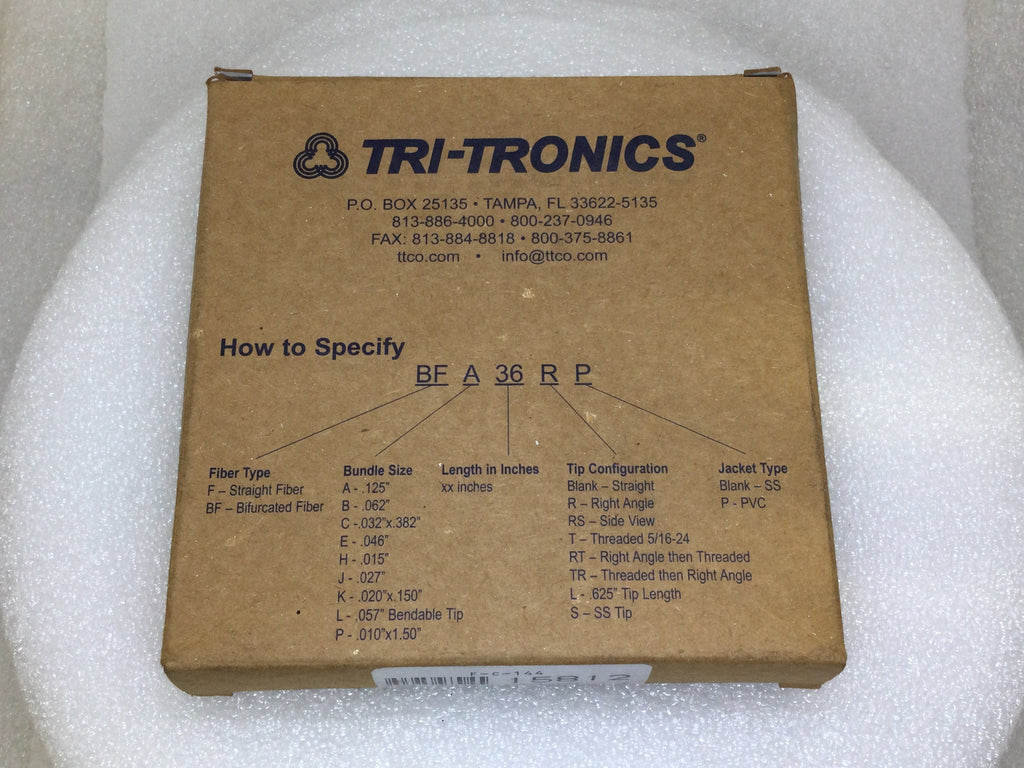 TRI-TRONICS®
P.O. BOX 25135 • TAMPA, FL 33622-5135
813-886-4000 • 800-237-0946
FAX: 813-884-8818 • 800-375-8861
ttco.com • info@ttco.com
How to Specify
BF A 36 R P
Fiber Type
F – Straight Fiber
BF – Bifurcated Fiber
Bundle Size
A - .125"
B - .062"
C -.032"x.382"
E - .046"
H - .015"
J - .027"
K - .020"x.150"
L - .057" Bendable Tip
P - .010"x1.50"
Length in Inches
xx inches
Tip Configuration
Blank – Straight
R – Right Angle
RS – Side View
T – Threaded 5/16-24
RT – Right Angle then Threaded
TR – Threaded then Right Angle
L - .625" Tip Length
S – SS Tip
Jacket Type
Blank – SS
P - PVC
F-C-144
15812